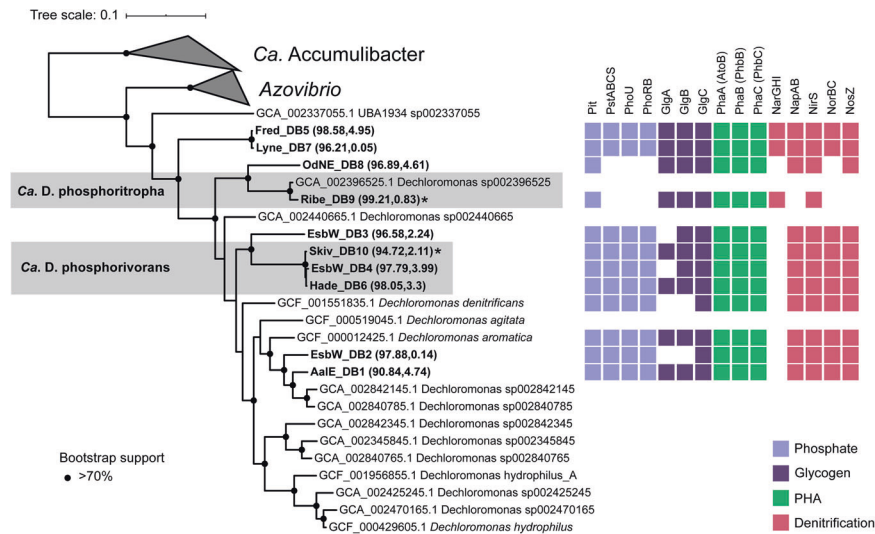 Tree scale: 0.1
Ca. Accumulibacter
Azovibrio
Pit
PstABCS
PhoU
PhoRB
GlgA
GlgB
GlgC
PhaA (AtoB)
PhaB (PhbB)
PhaC (PhbC)
NarGHI
NapAB
NirS
NorBC
NosZ
GCA_002337055.1 UBA1934 sp002337055
Fred_DB5 (98.58,4.95)
Lyne_DB7 (96.21,0.05)
OdNE_DB8 (96.89,4.61)
Ca. D. phosphoritropha
GCA_002396525.1 Dechloromonas sp002396525
Ribe_DB9 (99.21,0.83)*
GCA_002440665.1 Dechloromonas sp002440665
EsbW_DB3 (96.58,2.24)
Ca. D. phosphorivorans
Skiv_DB10 (94.72,2.11)*
EsbW_DB4 (97.79,3.99)
Hade_DB6 (98.05,3.3)
GCF_001551835.1 Dechloromonas denitrificans
GCF_000519045.1 Dechloromonas agitata
GCF_000012425.1 Dechloromonas aromatica
EsbW_DB2 (97.88,0.14)
AalE_DB1 (90.84,4.74)
GCA_002842145.1 Dechloromonas sp002842145
GCA_002840785.1 Dechloromonas sp002840785
GCA_002842345.1 Dechloromonas sp002842345
GCA_002345845.1 Dechloromonas sp002345845
GCA_002840765.1 Dechloromonas sp002840765
GCF_001956855.1 Dechloromonas hydrophilus_A
GCA_002425245.1 Dechloromonas sp002425245
GCA_002470165.1 Dechloromonas sp002470165
GCF_000429605.1 Dechloromonas hydrophilus
Bootstrap support
>70%
Phosphate
Glycogen
PHA
Denitrification